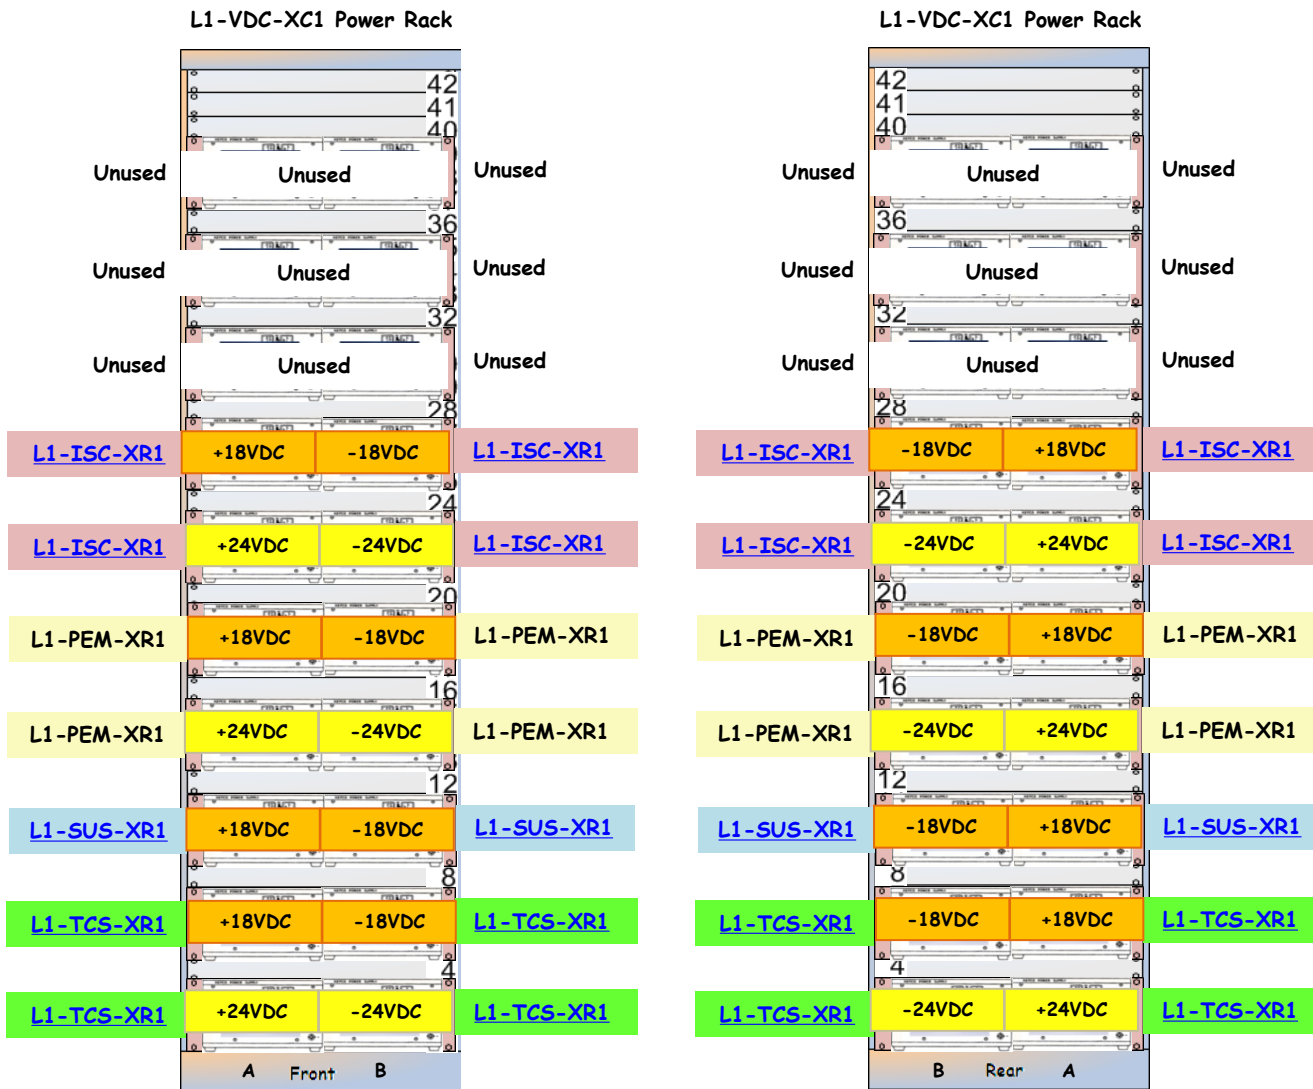 L1-VDC-XC1 Power Rack
42
41
40
Unused Unused Unused
36
Unused Unused Unused
32
Unused Unused Unused
28
L1-ISC-XR1 +18VDC -18VDC L1-ISC-XR1
24
L1-ISC-XR1 +24VDC -24VDC L1-ISC-XR1
20
L1-PEM-XR1 +18VDC -18VDC L1-PEM-XR1
16
L1-PEM-XR1 +24VDC -24VDC L1-PEM-XR1
12
L1-SUS-XR1 +18VDC -18VDC L1-SUS-XR1
8
L1-TCS-XR1 +18VDC -18VDC L1-TCS-XR1
4
L1-TCS-XR1 +24VDC -24VDC L1-TCS-XR1
A Front B
L1-VDC-XC1 Power Rack
42
41
40
Unused Unused Unused
36
Unused Unused Unused
32
Unused Unused Unused
28
L1-ISC-XR1 -18VDC +18VDC L1-ISC-XR1
24
L1-ISC-XR1 -24VDC +24VDC L1-ISC-XR1
20
L1-PEM-XR1 -18VDC +18VDC L1-PEM-XR1
16
L1-PEM-XR1 -24VDC +24VDC L1-PEM-XR1
12
L1-SUS-XR1 -18VDC +18VDC L1-SUS-XR1
8
L1-TCS-XR1 -18VDC +18VDC L1-TCS-XR1
4
L1-TCS-XR1 -24VDC +24VDC L1-TCS-XR1
B Rear A